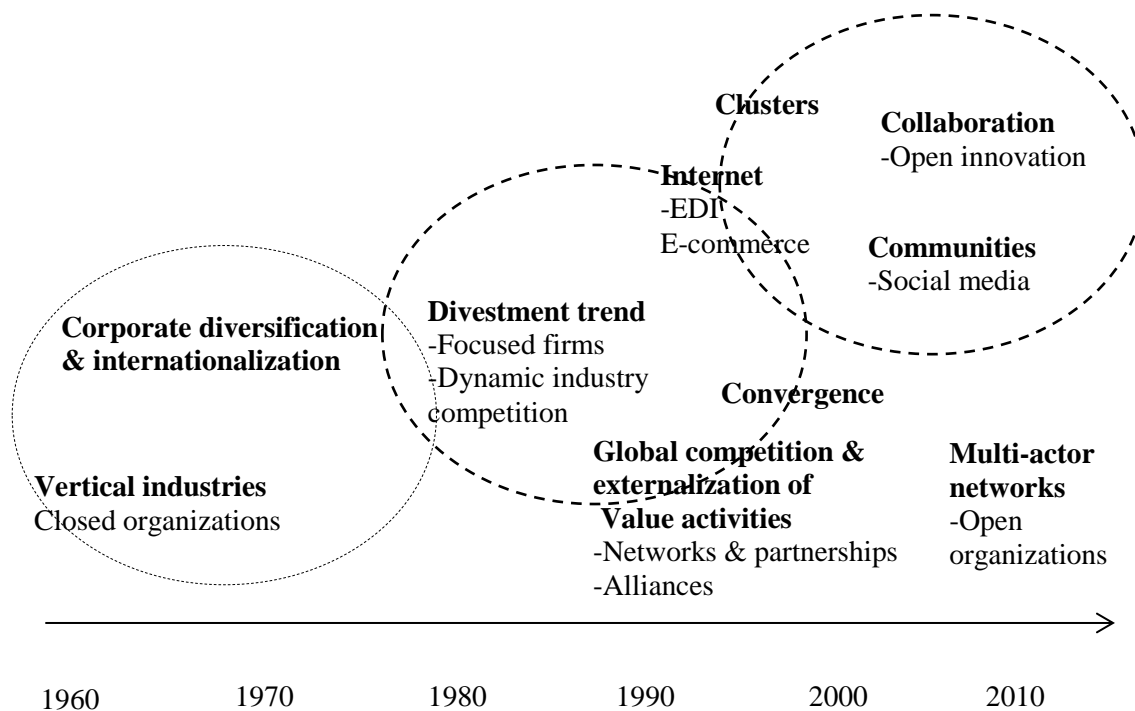 Clusters
Collaboration
-Open innovation
Internet
-EDI
E-commerce
Communities
-Social media
Corporate diversification
& internationalization
Divestment trend
-Focused firms
-Dynamic industry
competition
Convergence
Vertical industries
Closed organizations
Global competition &
externalization of
Value activities
-Networks & partnerships
-Alliances
Multi-actor
networks
-Open
organizations
1960 1970 1980 1990 2000 2010